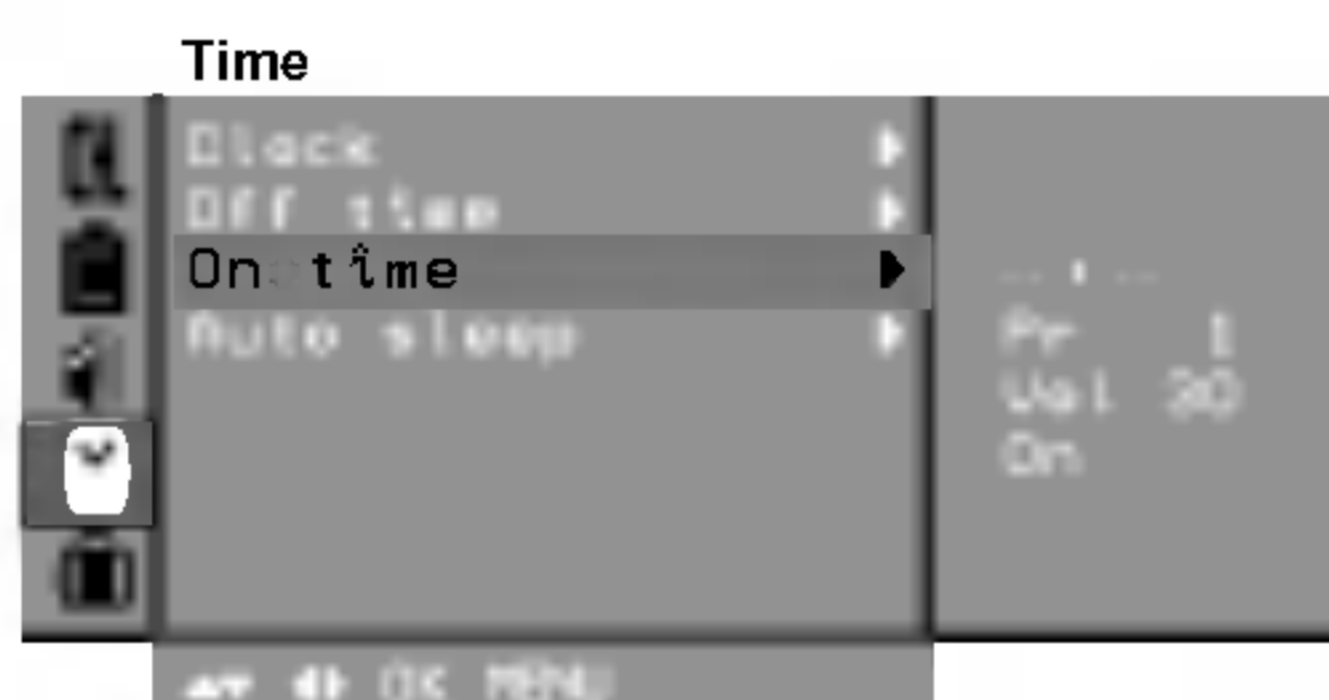 Time
Clock
Off time
On time
Auto sleep
-- : --
Pr 1
Vol 30
On
OK MENU